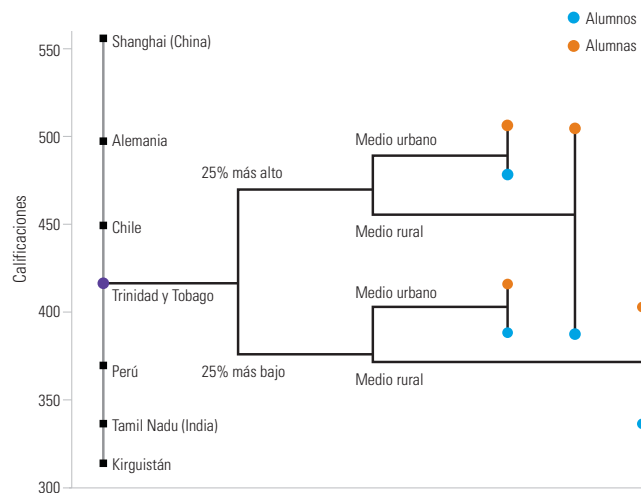 Alumnos
Alumnas
Calificaciones
550
500
450
400
350
300
Shanghai (China)
Alemania
Chile
Trinidad y Tobago
Perú
Tamil Nadu (India)
Kirguistán
25% más alto
25% más bajo
Medio urbano
Medio rural
Medio urbano
Medio rural